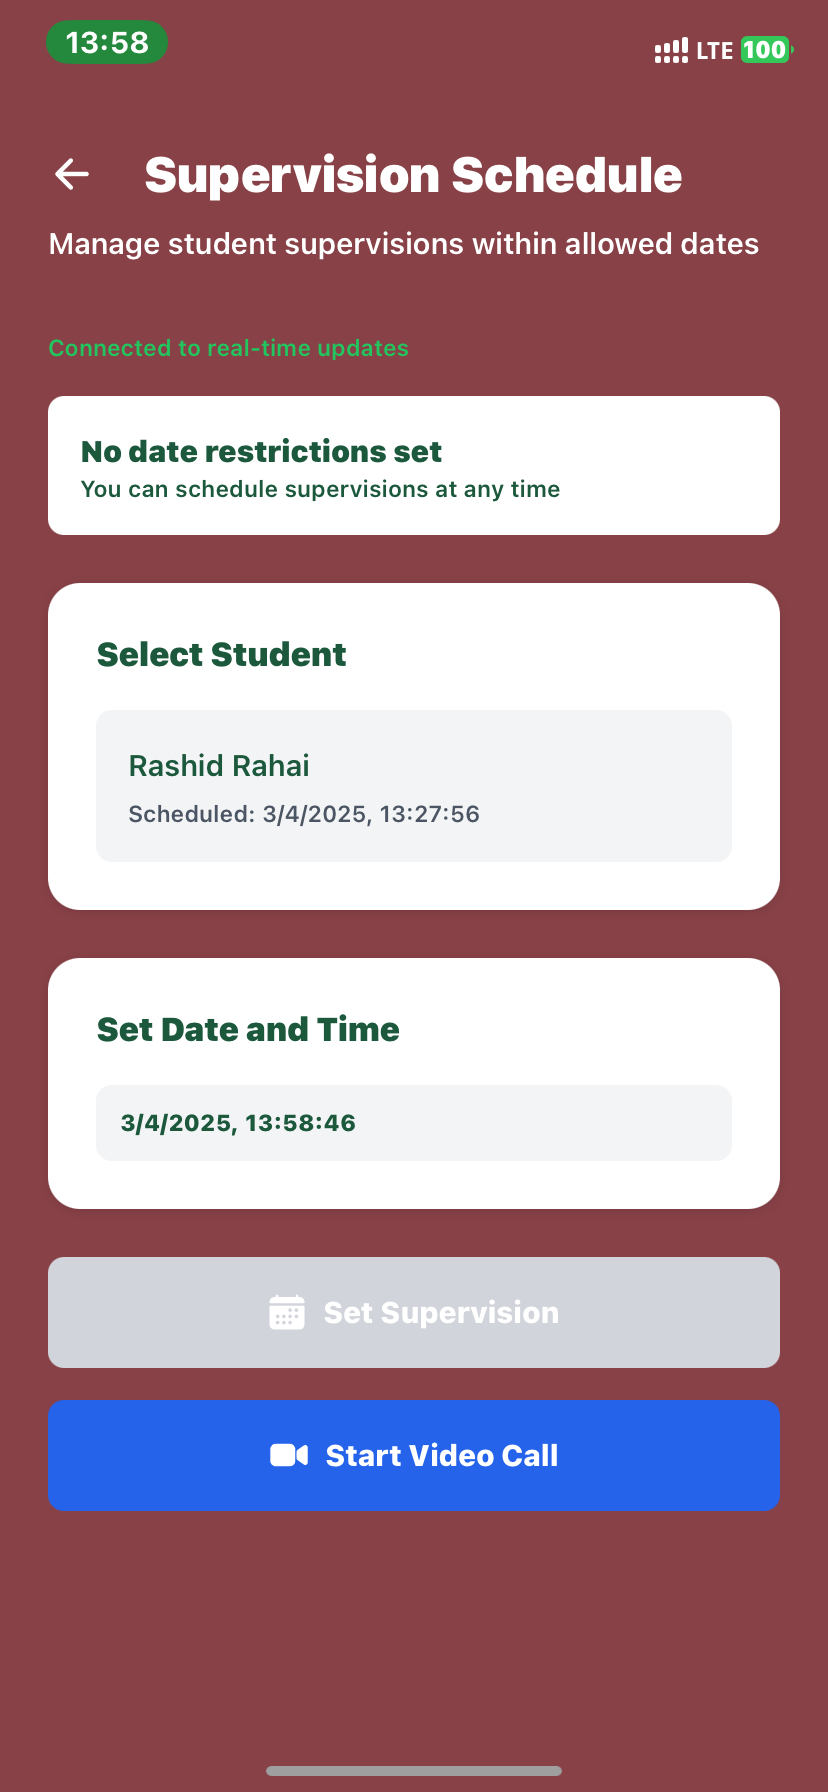 13:58
LTE 100
Supervision Schedule
Manage student supervisions within allowed dates
Connected to real-time updates
No date restrictions set
You can schedule supervisions at any time
Select Student
Rashid Rahai
Scheduled: 3/4/2025, 13:27:56
Set Date and Time
3/4/2025, 13:58:46
Set Supervision
Start Video Call